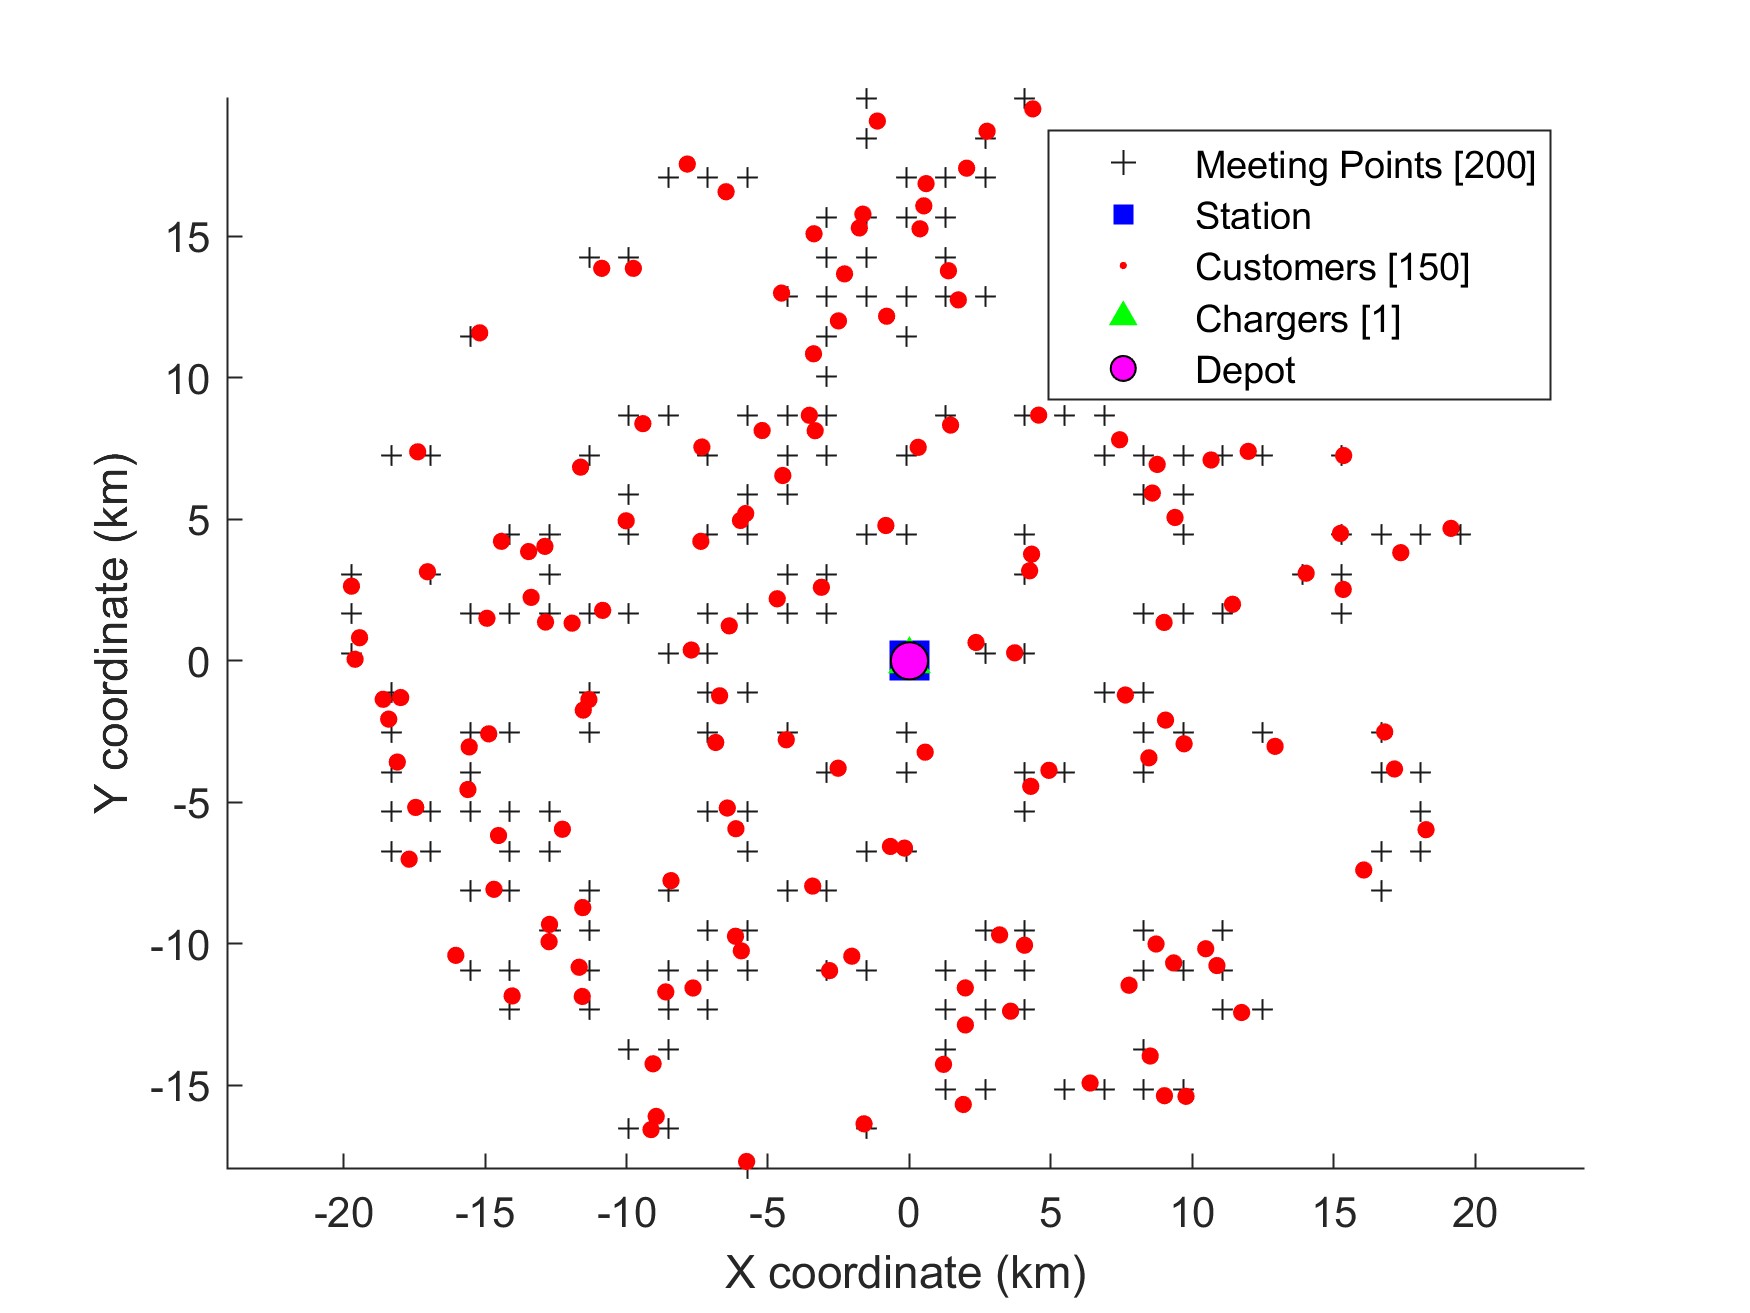 Meeting Points [200]
Station
Customers [150]
Chargers [1]
Depot
15
10
5
0
-5
-10
-15
Y coordinate (km)
-20 -15 -10 -5 0 5 10 15 20
X coordinate (km)